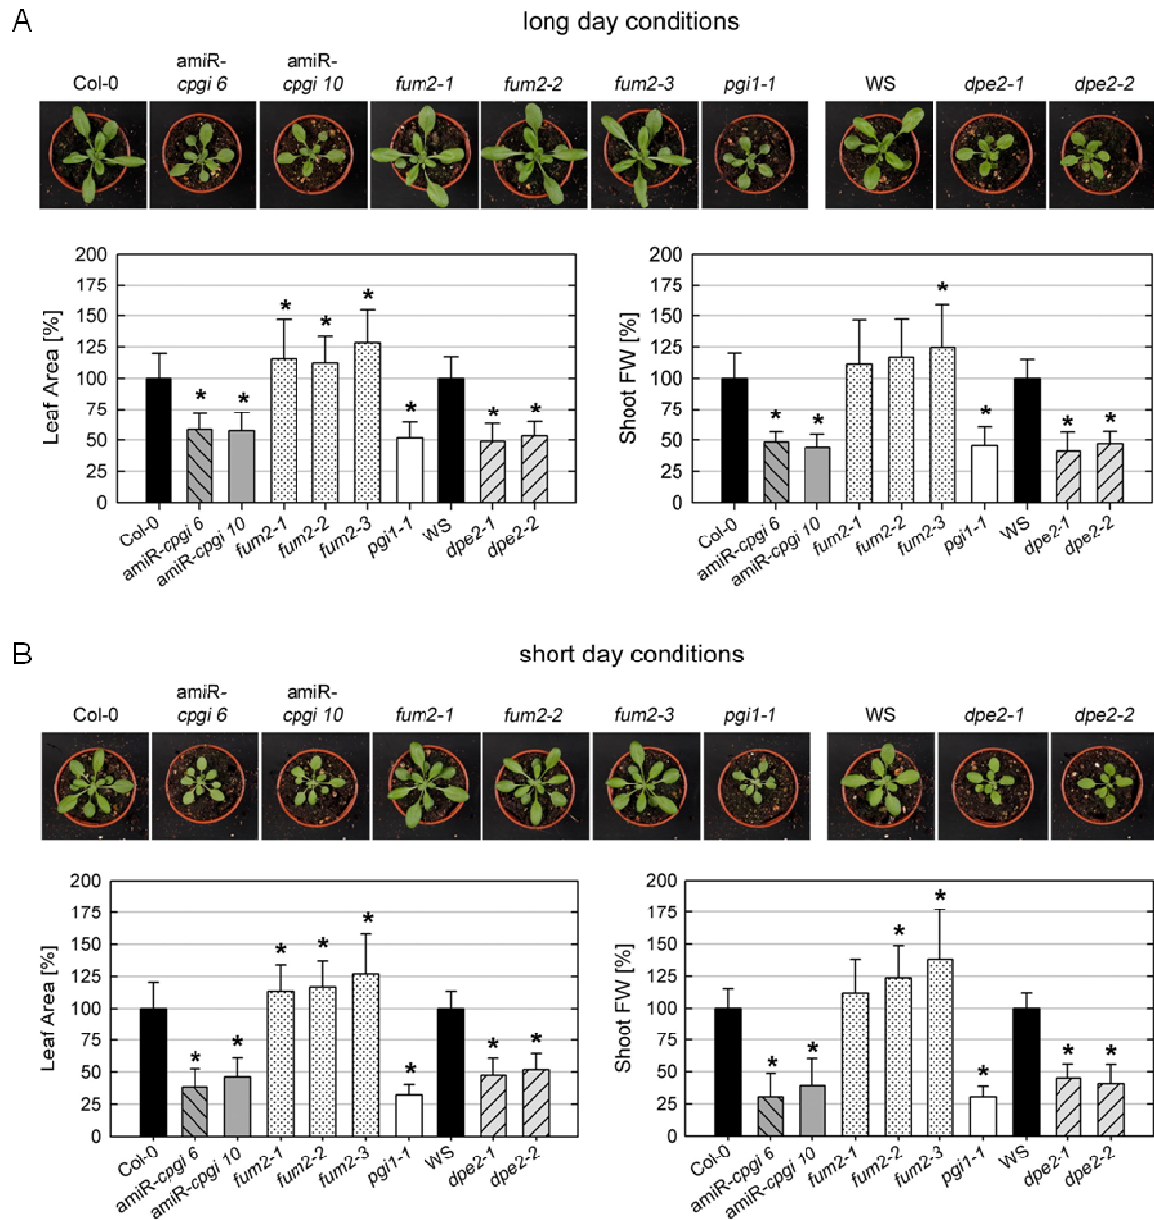 A
long day conditions
Col-0
amiR-
cpgi 6
amiR-
cpgi 10
fum2-1
fum2-2
fum2-3
pgi1-1
WS
dpe2-1
dpe2-2
Leaf Area [%]
200
175
150
125
100
75
50
25
0
* * * * * * * *
Col-0
amiR-cpgi 6
amiR-cpgi 10
fum2-1
fum2-2
fum2-3
pgi1-1
WS
dpe2-1
dpe2-2
Shoot FW [%]
200
175
150
125
100
75
50
25
0
* * * * * *
Col-0
amiR-cpgi 6
amiR-cpgi 10
fum2-1
fum2-2
fum2-3
pgi1-1
WS
dpe2-1
dpe2-2
B
short day conditions
Col-0
amiR-
cpgi 6
amiR-
cpgi 10
fum2-1
fum2-2
fum2-3
pgi1-1
WS
dpe2-1
dpe2-2
Leaf Area [%]
200
175
150
125
100
75
50
25
0
* * * * * * * *
Col-0
amiR-cpgi 6
amiR-cpgi 10
fum2-1
fum2-2
fum2-3
pgi1-1
WS
dpe2-1
dpe2-2
Shoot FW [%]
200
175
150
125
100
75
50
25
0
* * * * * * *
Col-0
amiR-cpgi 6
amiR-cpgi 10
fum2-1
fum2-2
fum2-3
pgi1-1
WS
dpe2-1
dpe2-2